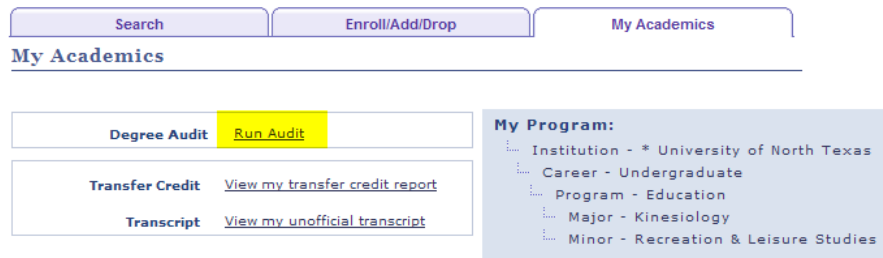 Search
Enroll/Add/Drop
My Academics
My Academics
Degree Audit Run Audit
Transfer Credit View my transfer credit report
Transcript View my unofficial transcript
My Program:
Institution - * University of North Texas
Career - Undergraduate
Program - Education
Major - Kinesiology
Minor - Recreation & Leisure Studies